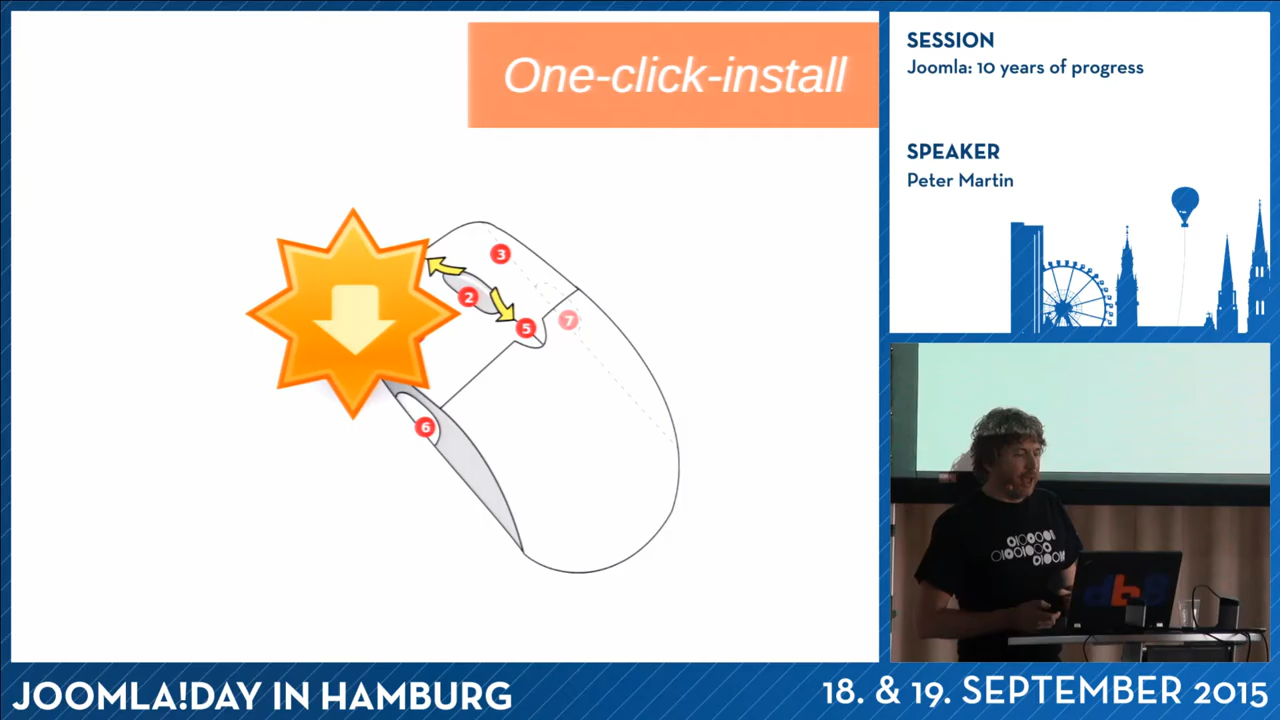 One-click-install
3
2
5
7
6
SESSION
Joomla: 10 years of progress
SPEAKER
Peter Martin
db8
JOOMLA!DAY IN HAMBURG
18. & 19. SEPTEMBER 2015